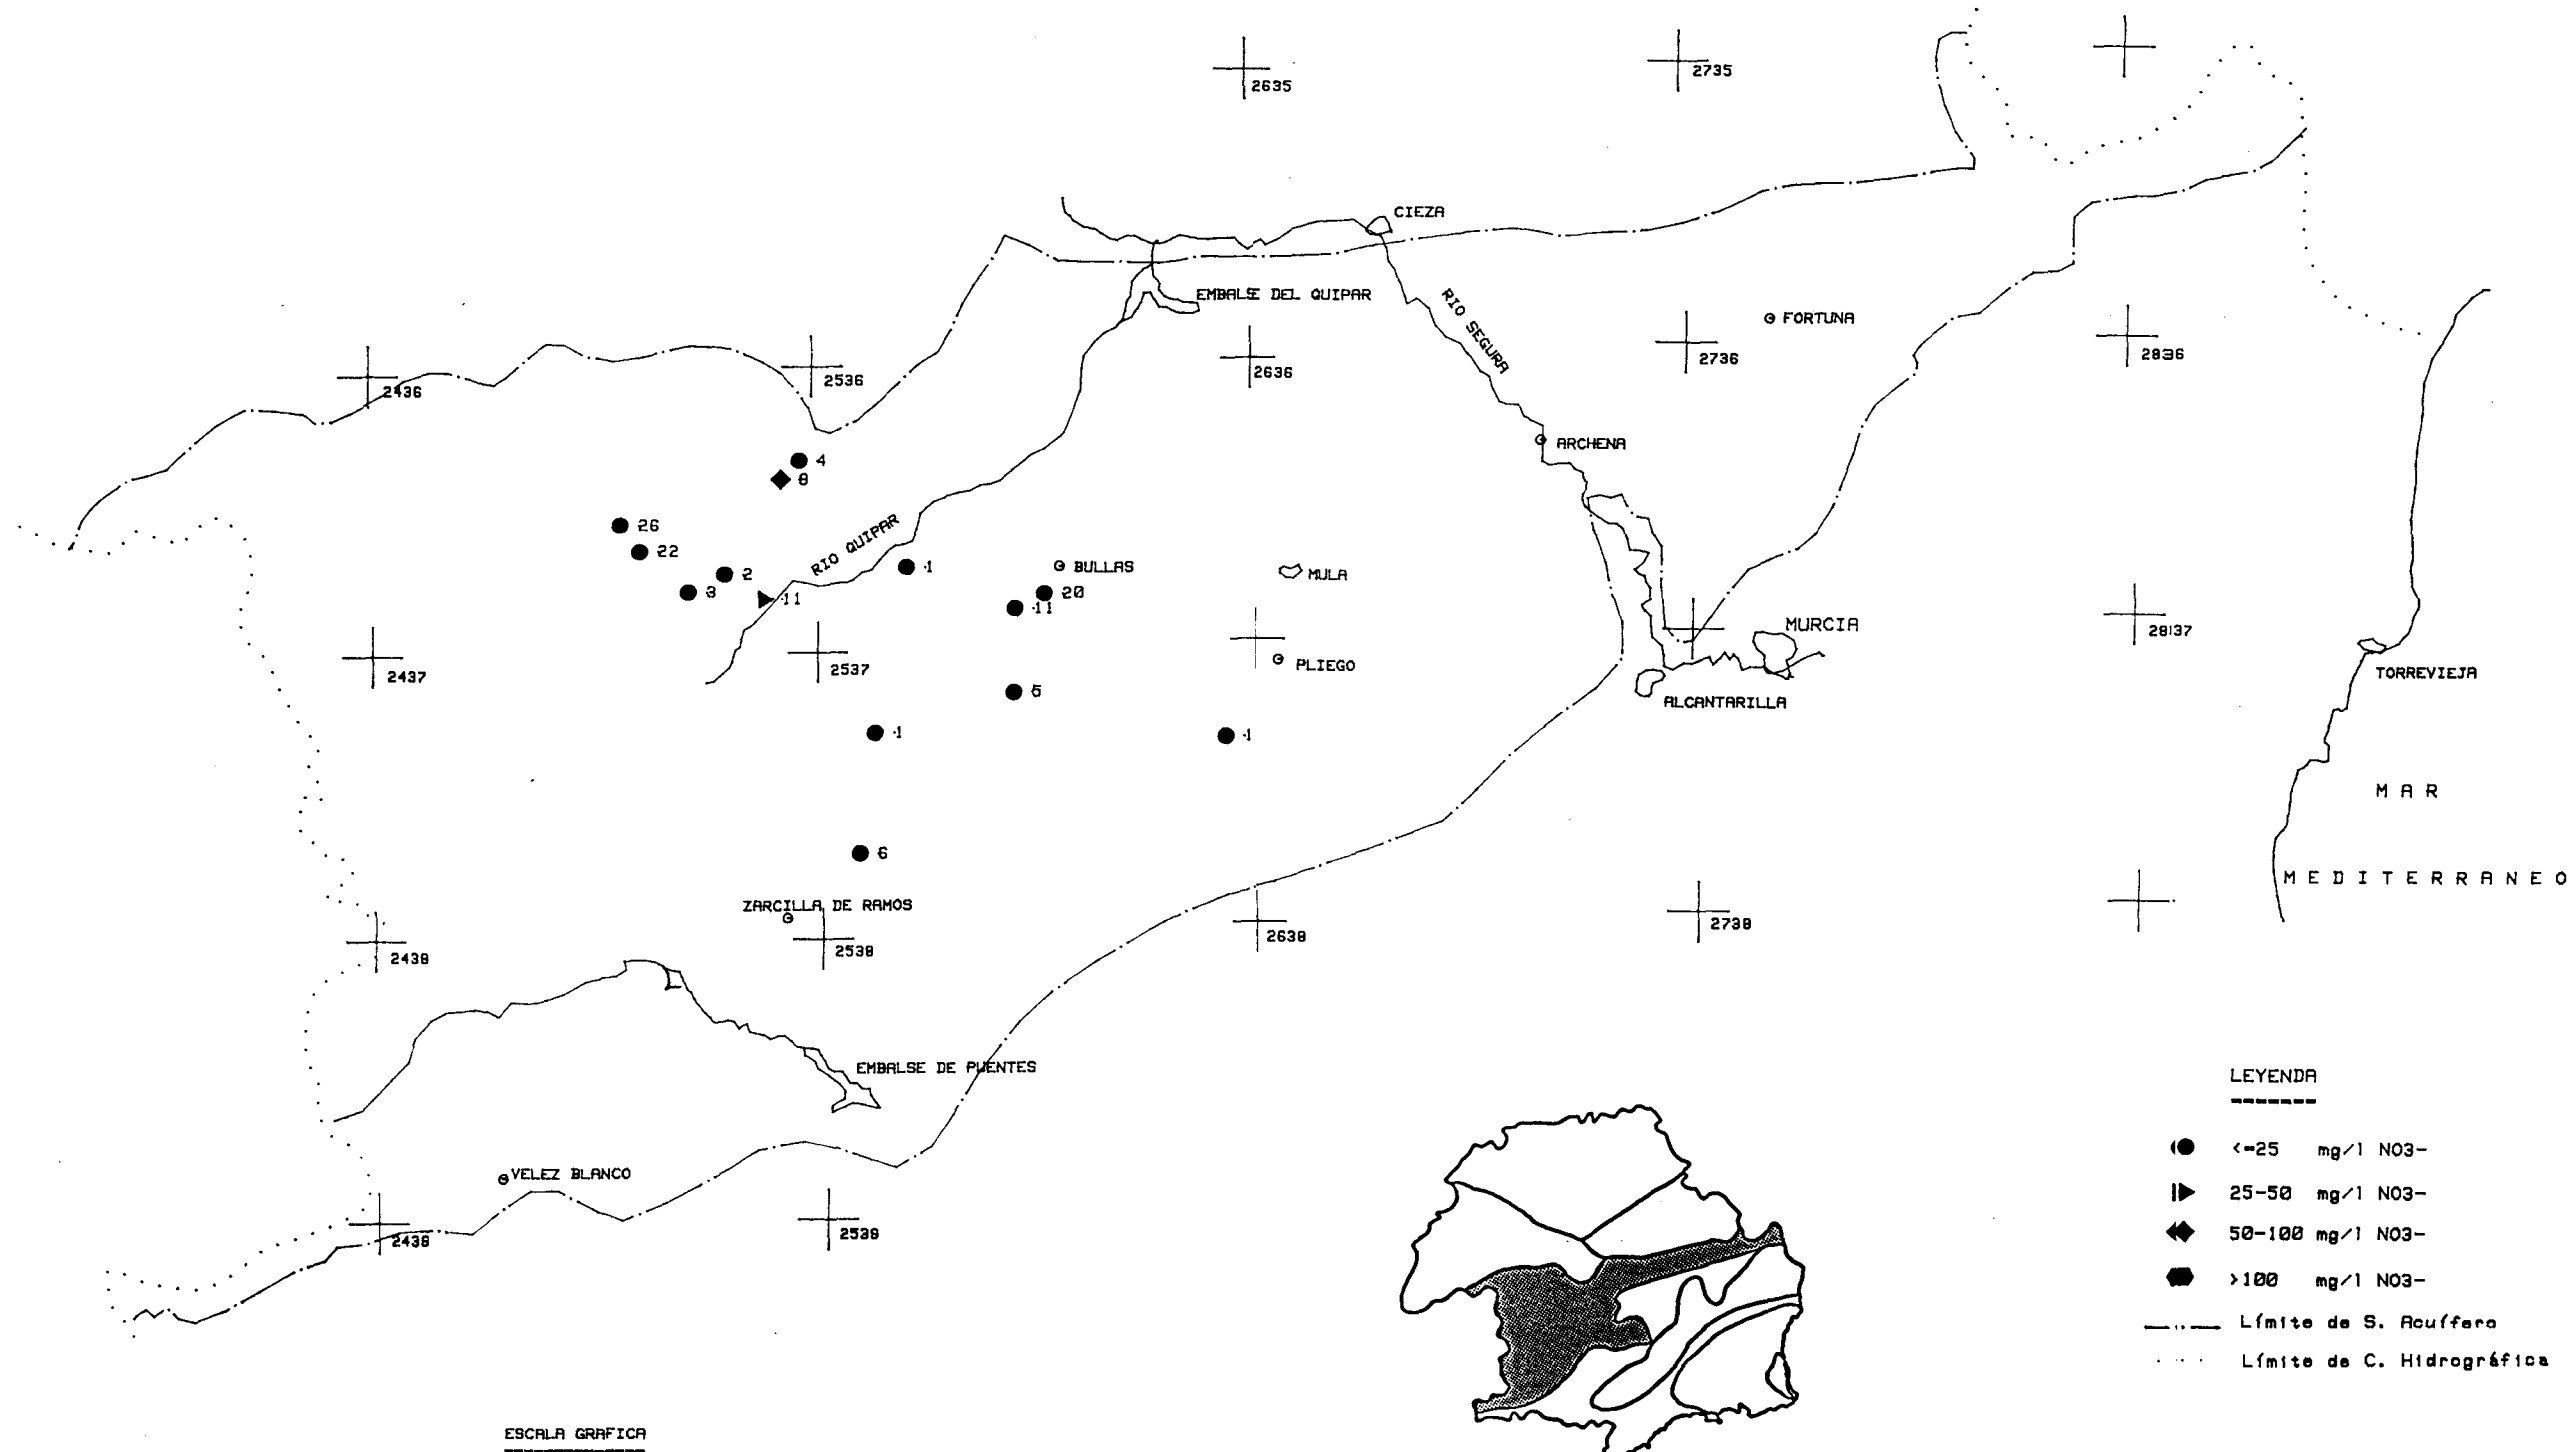 2635
2735
CIEZA
EMBALSE DEL QUIPAR
RIO SEGURA
FORTUNA
2436
2536
2636
2736
2836
ARCHENA
4
8
26
22
2
3
11
RIO QUIPAR
1
BULLAS
20
11
MULA
MURCIA
2837
2437
2537
PLIEGO
5
ALCANTARILLA
TORREVIEJA
1
1
MAR
6
MEDITERRANEO
ZARCILLA DE RAMOS
2438
2538
2638
2738
EMBALSE DE PUENTES
VELEZ BLANCO
2439
2539
LEYENDA
<=25 mg/l NO3-
25-50 mg/l NO3-
50-100 mg/l NO3-
>100 mg/l NO3-
Límite de S. Acuífero
Límite de C. Hidrográfica
ESCALA GRAFICA